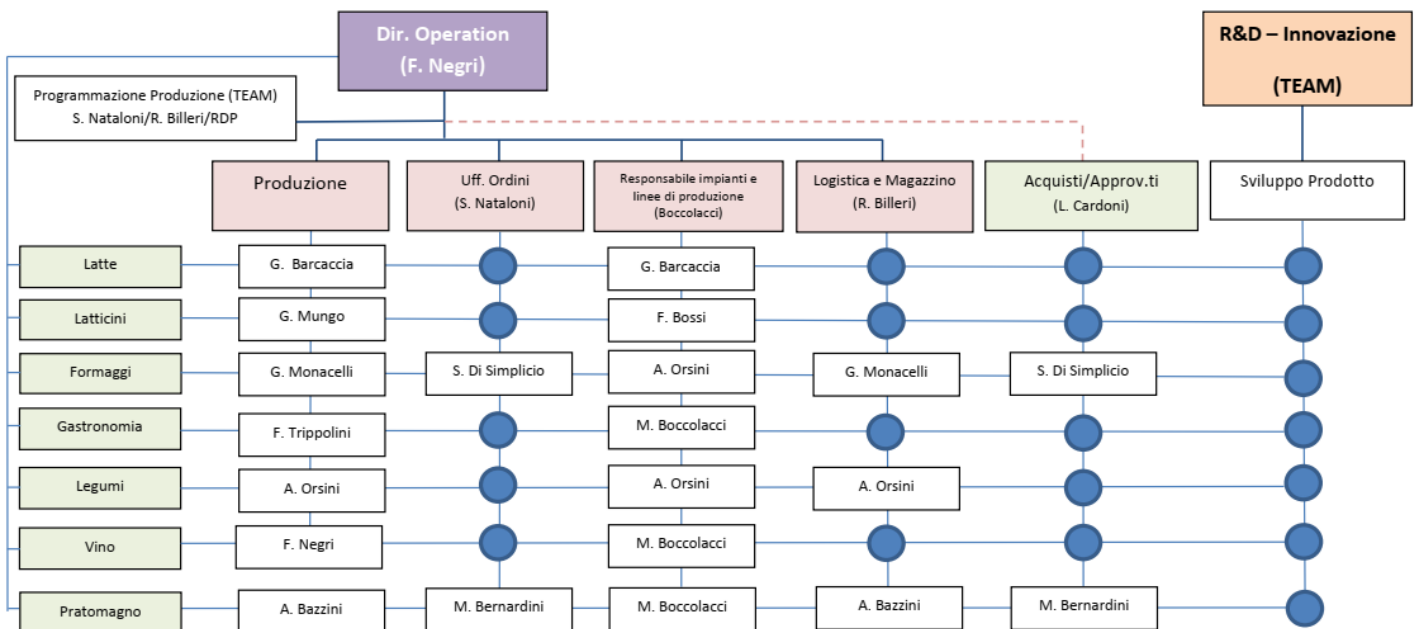 Dir. Operation
(F. Negri)
R&D – Innovazione
(TEAM)
Programmazione Produzione (TEAM)
S. Nataloni/R. Billeri/RDP
Produzione
Uff. Ordini
(S. Nataloni)
Responsabile impianti e
linee di produzione
(Boccolacci)
Logistica e Magazzino
(R. Billeri)
Acquisti/Approv.ti
(L. Cardoni)
Sviluppo Prodotto
Latte
G. Barcaccia
G. Barcaccia
Latticini
G. Mungo
F. Bossi
Formaggi
G. Monacelli
S. Di Simplicio
A. Orsini
G. Monacelli
S. Di Simplicio
Gastronomia
F. Trippolini
M. Boccolacci
Legumi
A. Orsini
A. Orsini
A. Orsini
Vino
F. Negri
M. Boccolacci
Pratomagno
A. Bazzini
M. Bernardini
M. Boccolacci
A. Bazzini
M. Bernardini